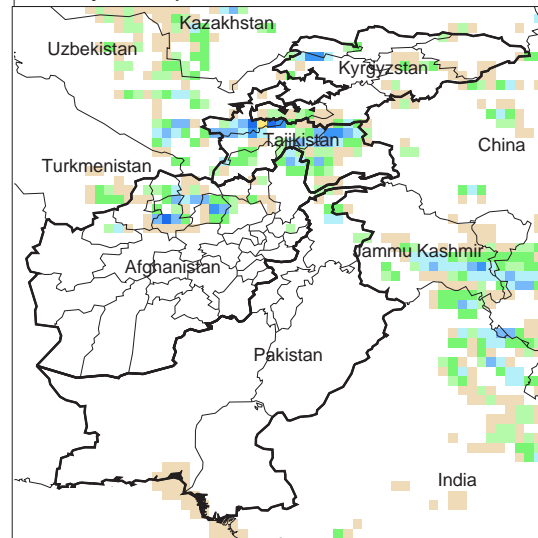 Kazakhstan
Uzbekistan
Kyrgyzstan
Tajikistan
China
Turkmenistan
Jammu Kashmir
Afghanistan
Pakistan
India